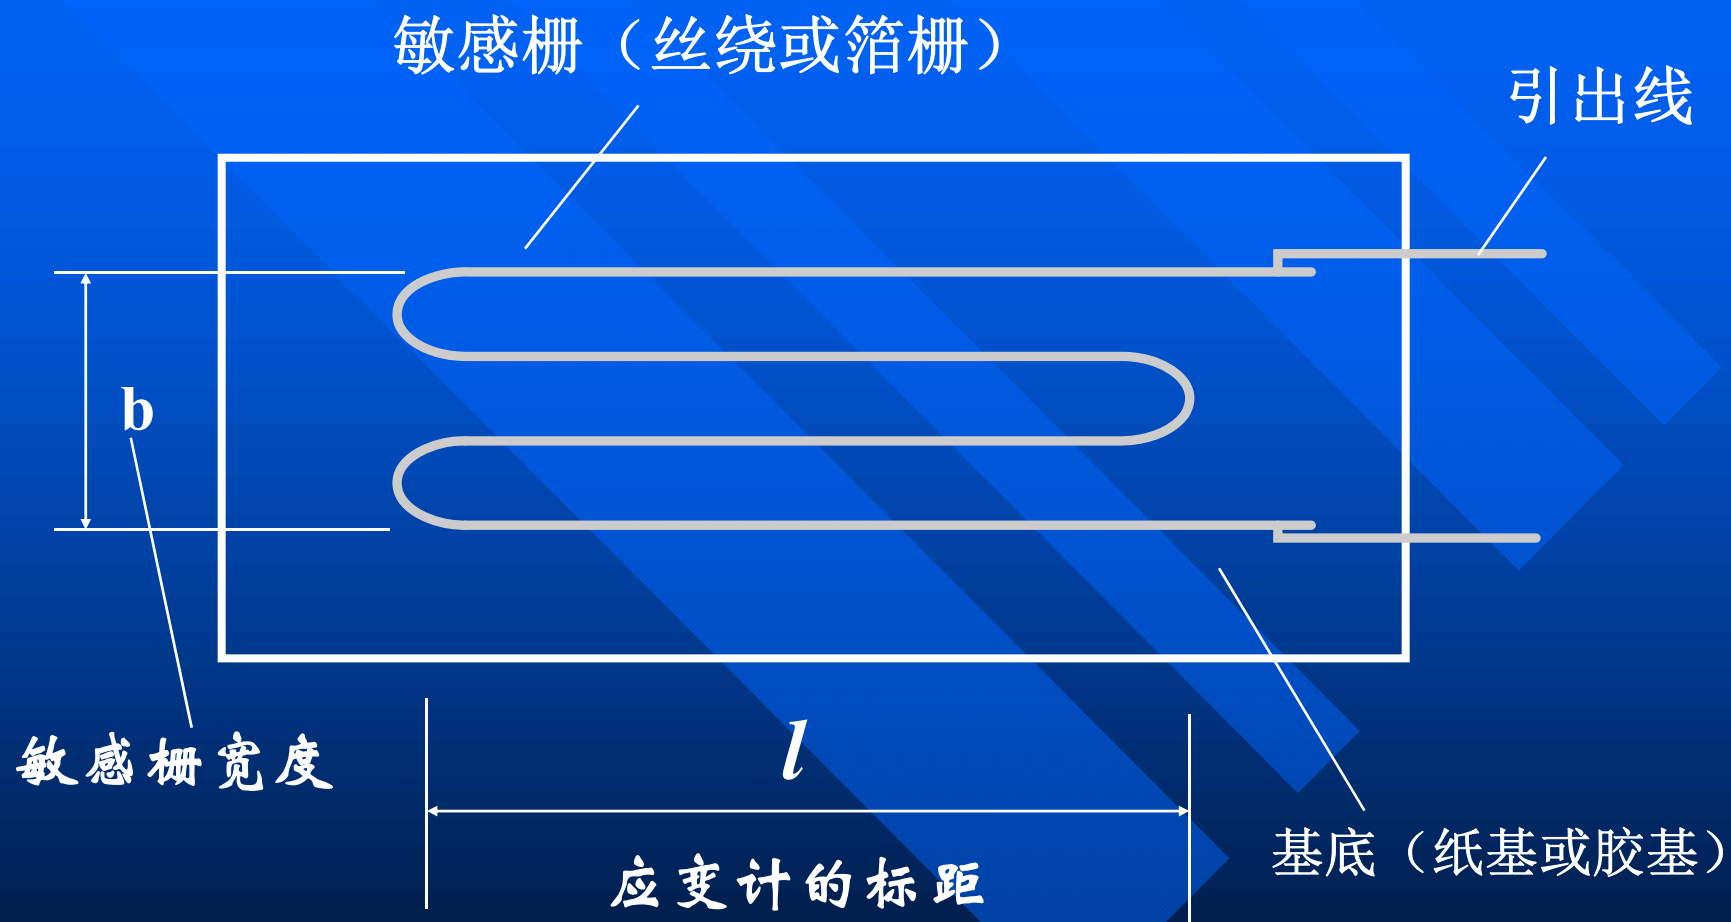 敏感栅（丝绕或箔栅）
引出线
b
敏感栅宽度
l
应变计的标距
基底（纸基或胶基）